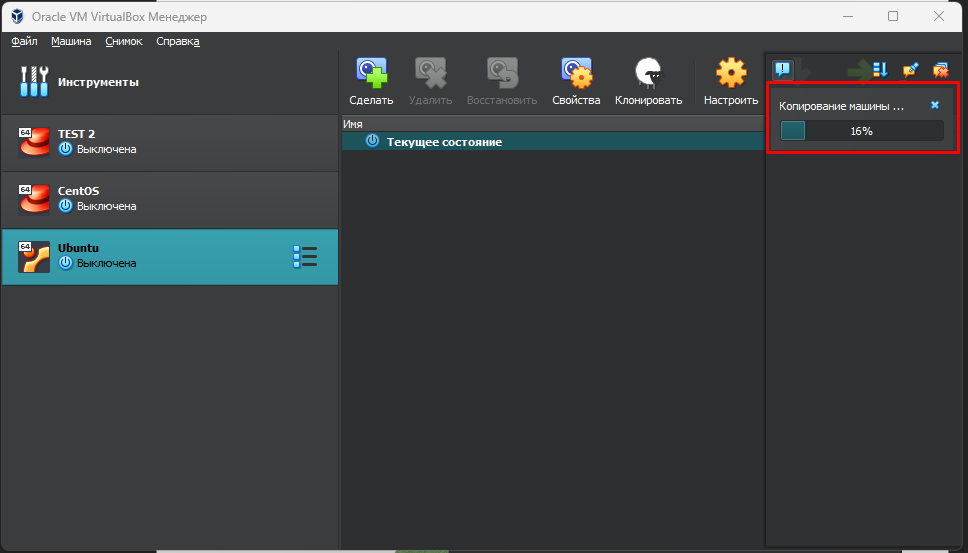 Oracle VM VirtualBox Менеджер
Файл Машина Снимок Справка
Инструменты
Сделать Удалить Восстановить Свойства Клонировать Настроить
Копирование машины ...
16%
Имя
Текущее состояние
64 TEST 2
Выключена
64 CentOS
Выключена
64 Ubuntu
Выключена